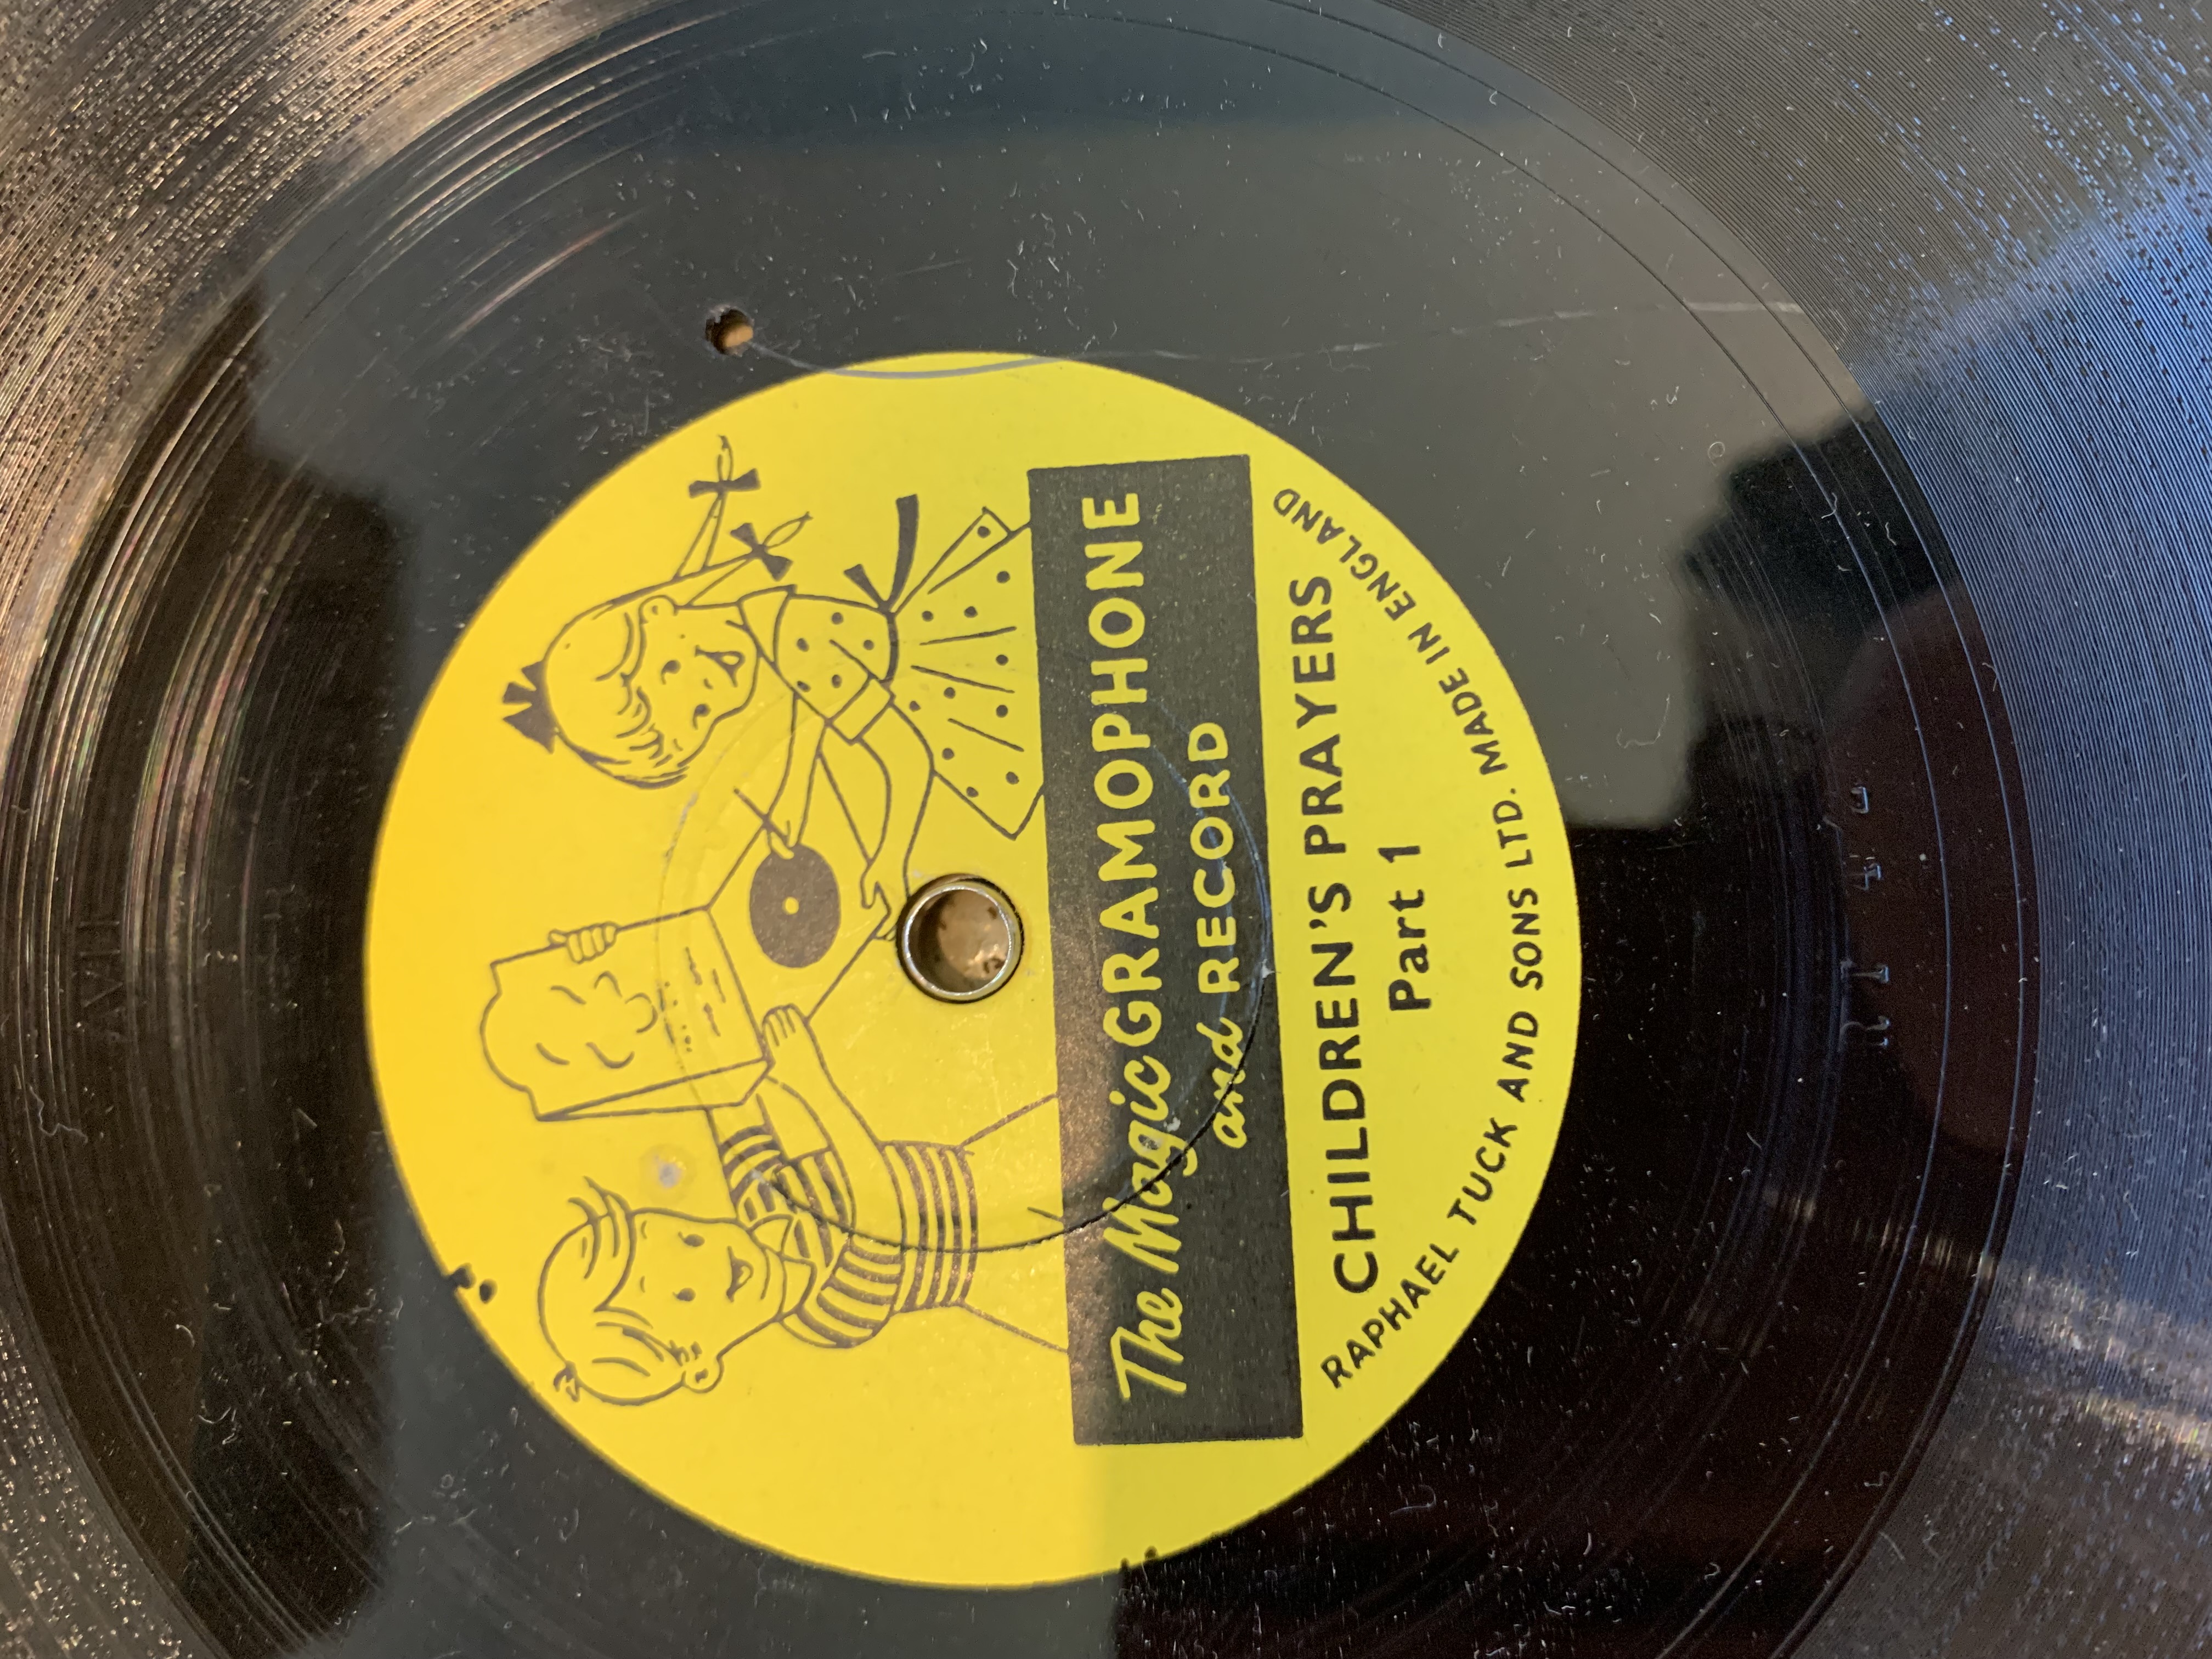 The Magic GRAMOPHONE
and RECORD
CHILDREN'S PRAYERS
Part 1
RAPHAEL TUCK AND SONS LTD. MADE IN ENGLAND